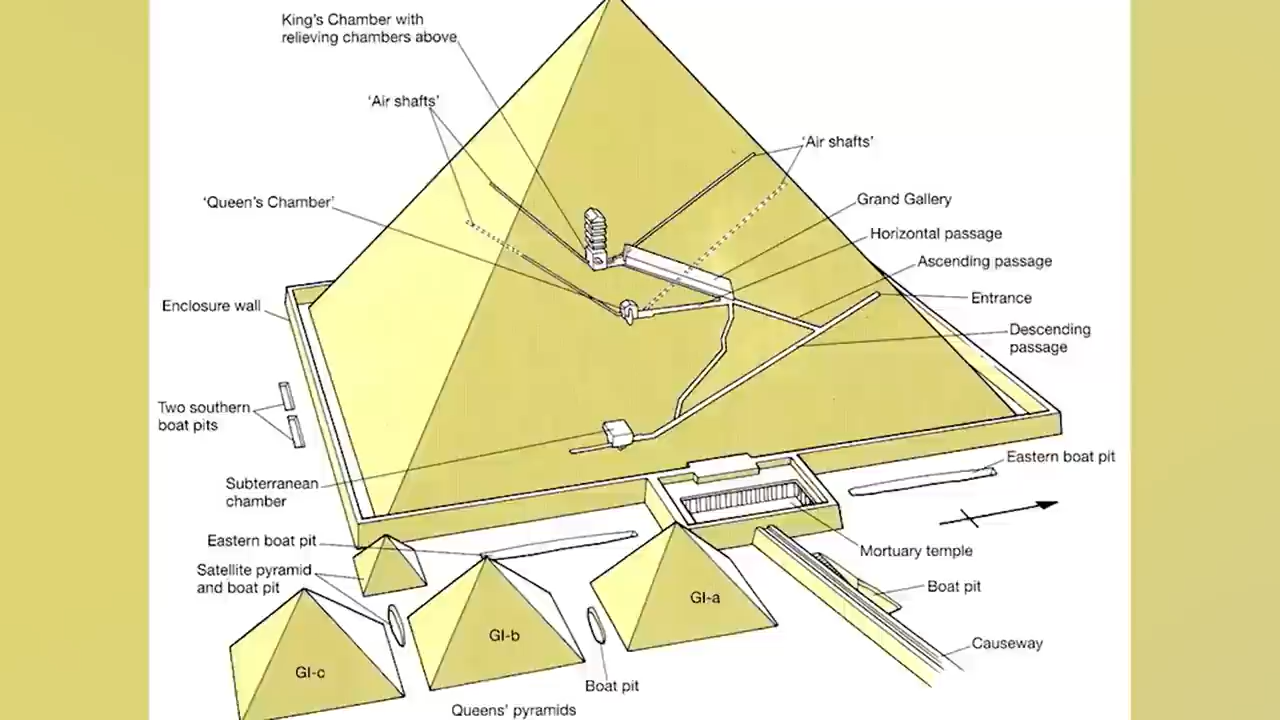 King's Chamber with
relieving chambers above
'Air shafts'
'Air shafts'
'Queen's Chamber'
Grand Gallery
Horizontal passage
Ascending passage
Enclosure wall
Entrance
Descending
passage
Two southern
boat pits
Eastern boat pit
Subterranean
chamber
Eastern boat pit
Mortuary temple
Satellite pyramid
and boat pit
Boat pit
GI-a
GI-b
Causeway
GI-c
Boat pit
Queens' pyramids